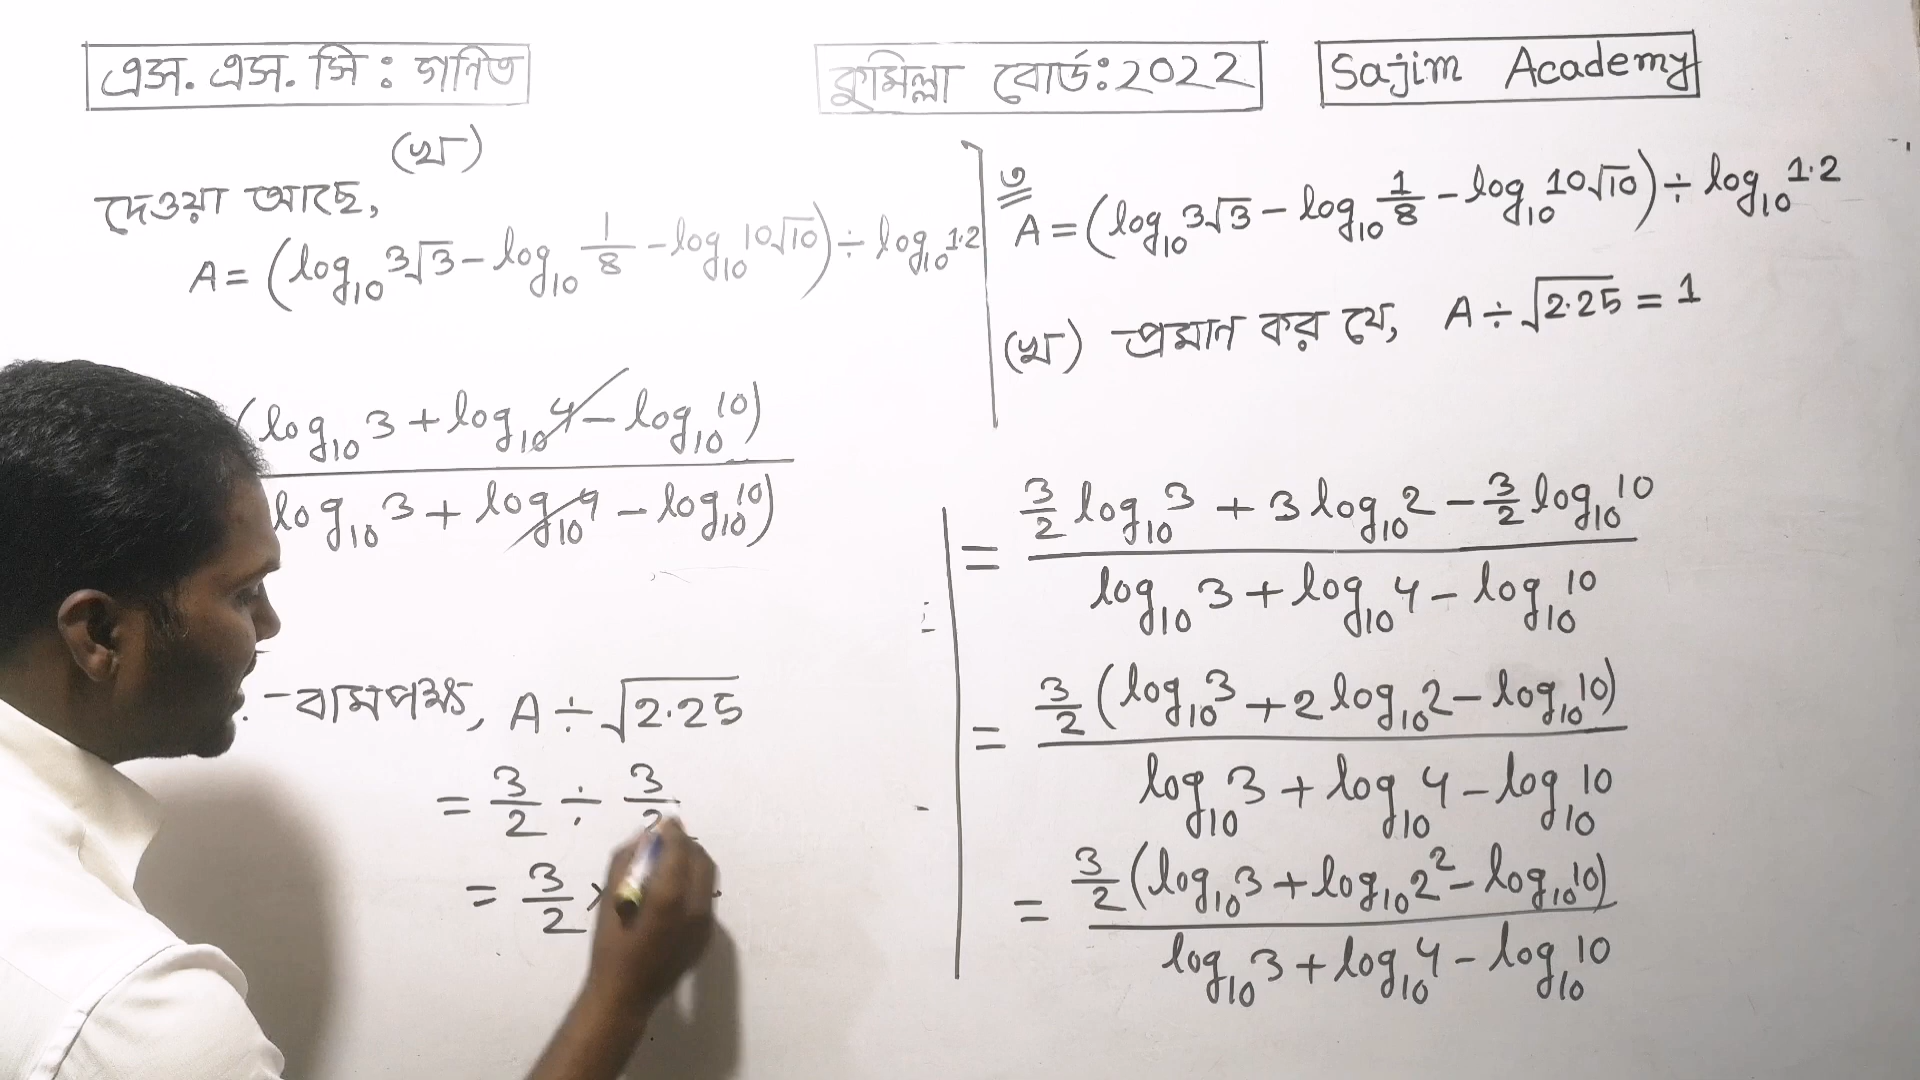 এস. এস. সি : গণিত
কুমিল্লা বোর্ড: ২০২২
Sajim Academy
(খ)
দেওয়া আছে,
A = (log₁₀ 3√3 − log₁₀ 1/8 − log₁₀ 10√10) ÷ log₁₀ 1.2
(log₁₀ 3 + log₁₀ 4 − log₁₀ 10)
log₁₀ 3 + log₁₀ 4 − log₁₀ 10)
বামপক্ষ, A ÷ √2.25
= 3/2 ÷ 3/2
= 3/2 ×
৩
A = (log₁₀ 3√3 − log₁₀ 1/8 − log₁₀ 10√10) ÷ log₁₀ 1.2
(খ) প্রমান কর যে, A ÷ √2.25 = 1
= 3/2 log₁₀ 3 + 3 log₁₀ 2 − 3/2 log₁₀ 10
log₁₀ 3 + log₁₀ 4 − log₁₀ 10
= 3/2 (log₁₀ 3 + 2 log₁₀ 2 − log₁₀ 10)
log₁₀ 3 + log₁₀ 4 − log₁₀ 10
= 3/2 (log₁₀ 3 + log₁₀ 2² − log₁₀ 10)
log₁₀ 3 + log₁₀ 4 − log₁₀ 10